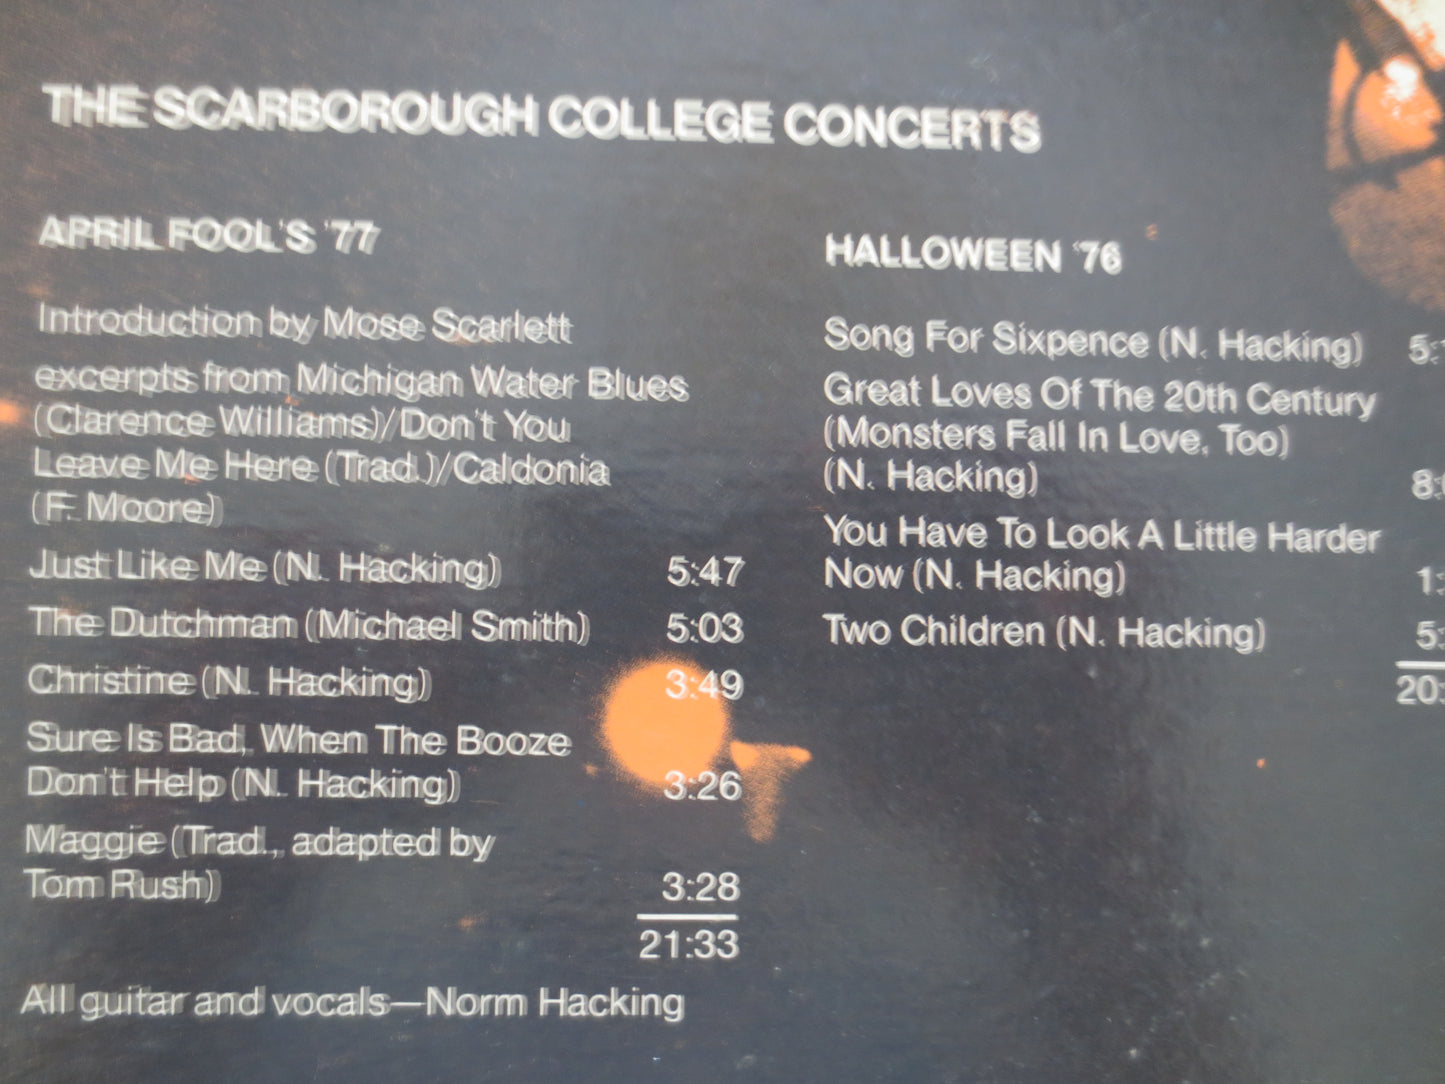 THE SCARBOROUGH COLLEGE CONCERTS
APRIL FOOL'S '77
Introduction by Mose Scarlett
excerpts from Michigan Water Blues
(Clarence Williams)/Don't You
Leave Me Here (Trad.)/Caldonia
(F. Moore)
Just Like Me (N. Hacking) 5:47
The Dutchman (Michael Smith) 5:03
Christine (N. Hacking) 3:49
Sure Is Bad, When The Booze
Don't Help (N. Hacking) 3:26
Maggie (Trad., adapted by
Tom Rush) 3:28
21:33
All guitar and vocals—Norm Hacking
HALLOWEEN '76
Song For Sixpence (N. Hacking) 5:
Great Loves Of The 20th Century
(Monsters Fall In Love, Too)
(N. Hacking) 8:
You Have To Look A Little Harder
Now (N. Hacking) 1:
Two Children (N. Hacking) 5:
20: